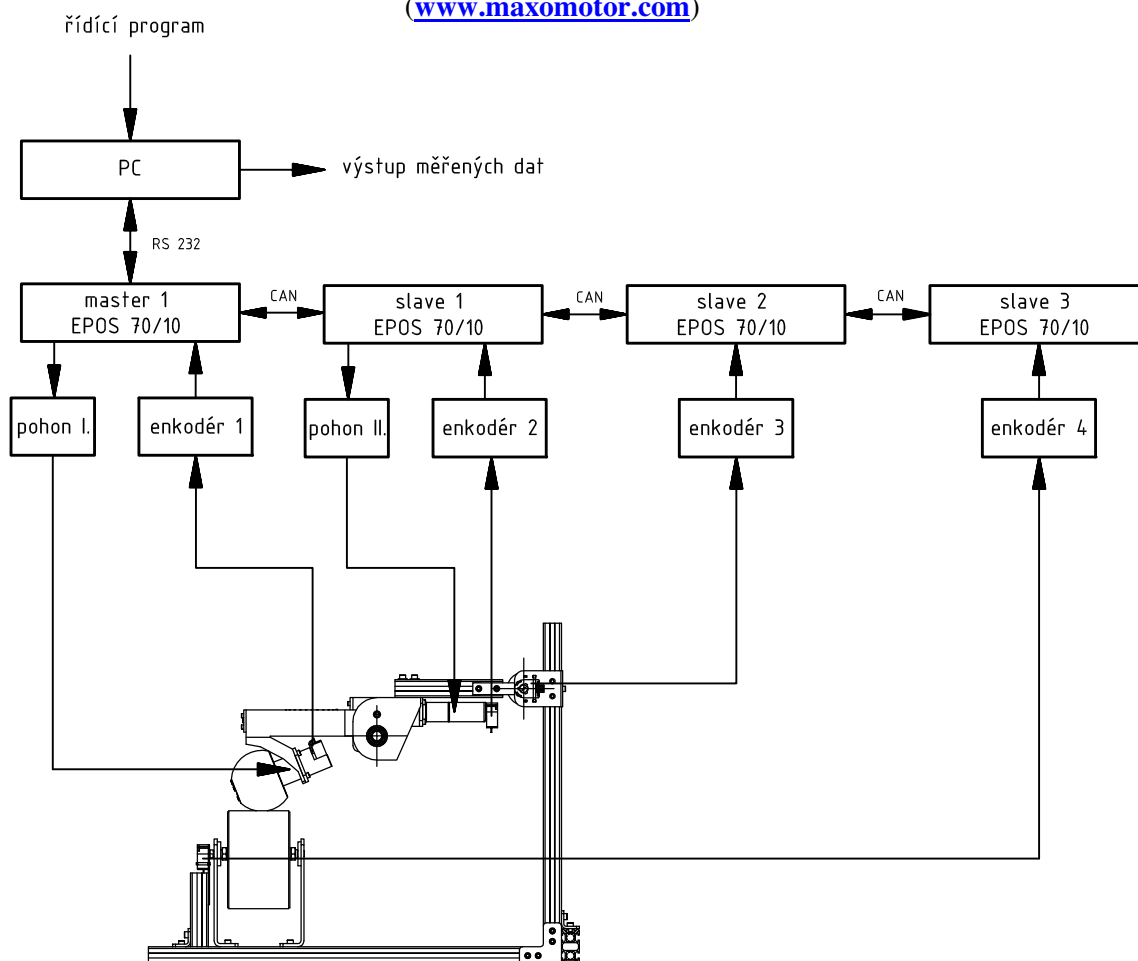 (www.maxomotor.com)
řídící program
PC
výstup měřených dat
RS 232
master 1
EPOS 70/10
CAN
slave 1
EPOS 70/10
CAN
slave 2
EPOS 70/10
CAN
slave 3
EPOS 70/10
pohon I.
enkodér 1
pohon II.
enkodér 2
enkodér 3
enkodér 4